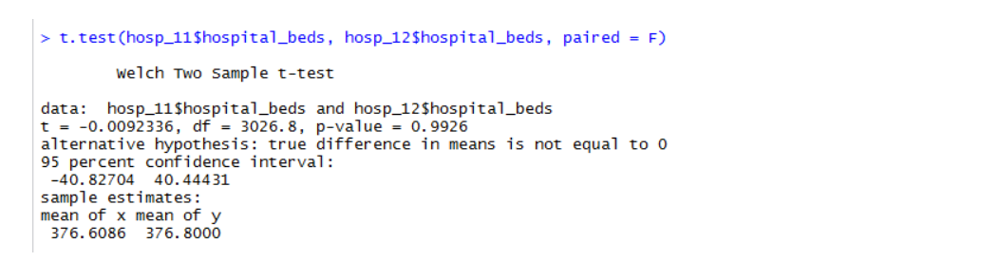 > t.test(hosp_11$hospital_beds, hosp_12$hospital_beds, paired = F)
Welch Two Sample t-test
data:  hosp_11$hospital_beds and hosp_12$hospital_beds
t = -0.0092336, df = 3026.8, p-value = 0.9926
alternative hypothesis: true difference in means is not equal to 0
95 percent confidence interval:
-40.82704  40.44431
sample estimates:
mean of x mean of y
376.6086  376.8000